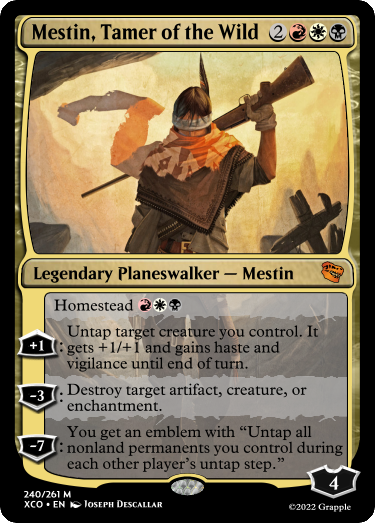 Mestin, Tamer of the Wild 2
Legendary Planeswalker — Mestin
Homestead
+1: Untap target creature you control. It
gets +1/+1 and gains haste and
vigilance until end of turn.
-3: Destroy target artifact, creature, or
enchantment.
-7: You get an emblem with “Untap all
nonland permanents you control during
each other player's untap step.”
4
240/261 M
XCO • EN Joseph Descallar
©2022 Grapple